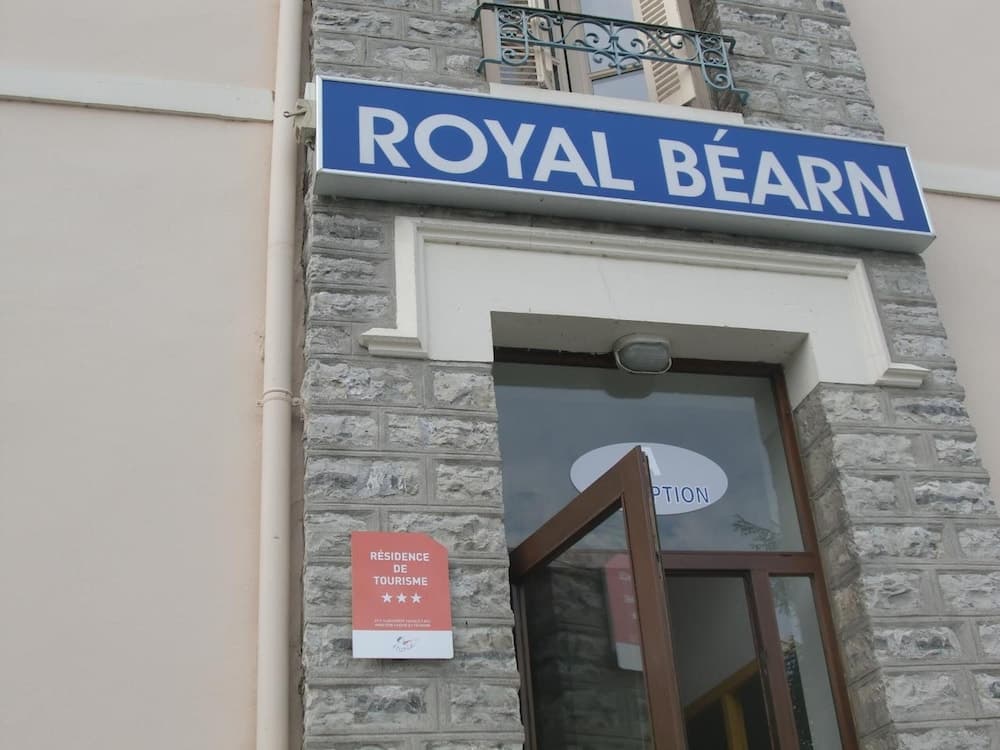 ROYAL BÉARN
PTION
RÉSIDENCE
DE
TOURISME